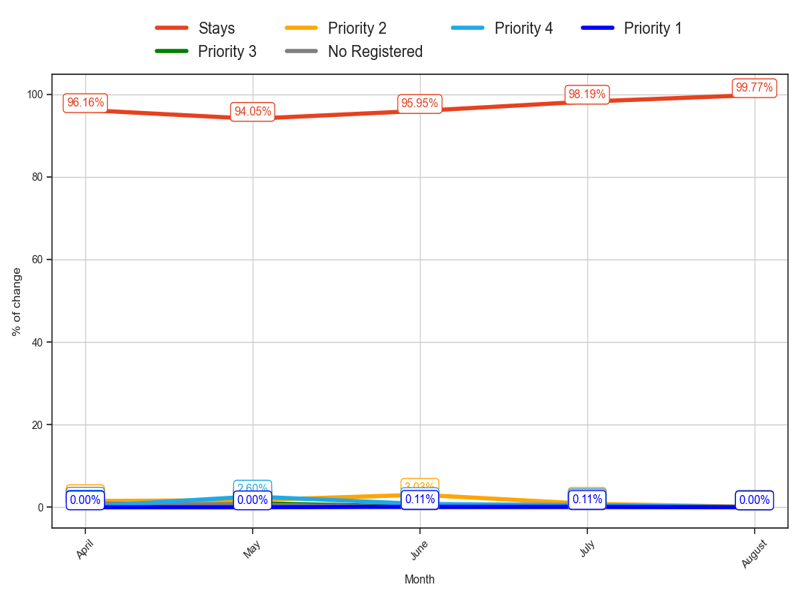 Stays Priority 2 Priority 4 Priority 1
Priority 3 No Registered
100
96.16%
94.05%
95.95%
98.19%
99.77%
80
60
40
20
0
2.60%
0.00%
0.00%
0.11%
0.11%
0.00%
% of change
April
May
June
July
August
Month